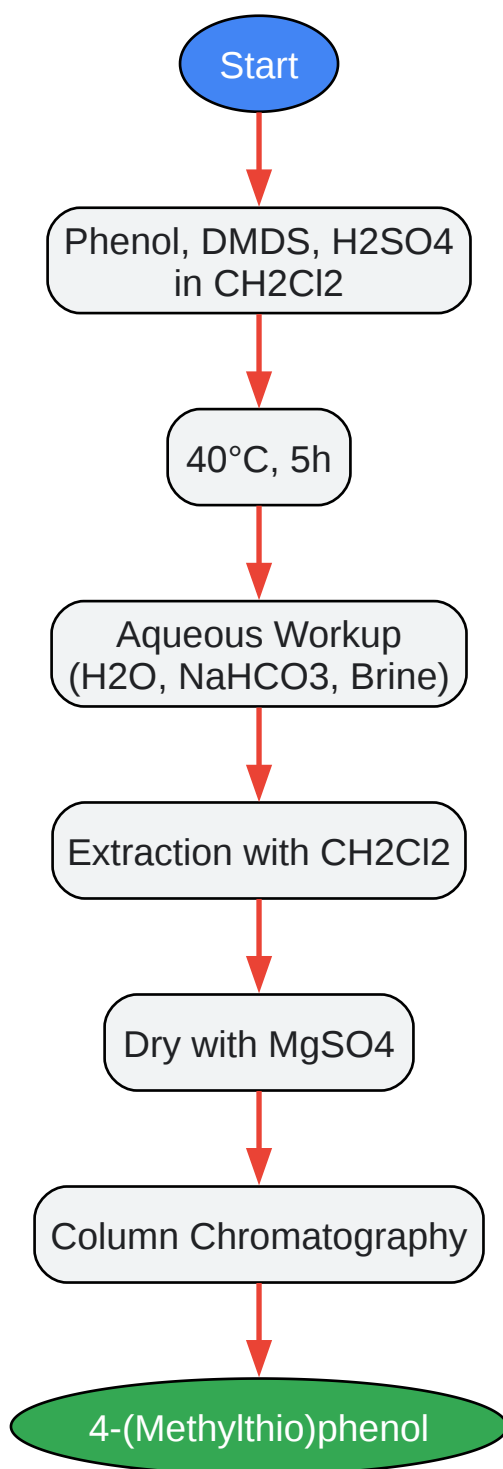 Start
Phenol, DMDS, H2SO4
in CH2Cl2
40°C, 5h
Aqueous Workup
(H2O, NaHCO3, Brine)
Extraction with CH2Cl2
Dry with MgSO4
Column Chromatography
4-(Methylthio)phenol